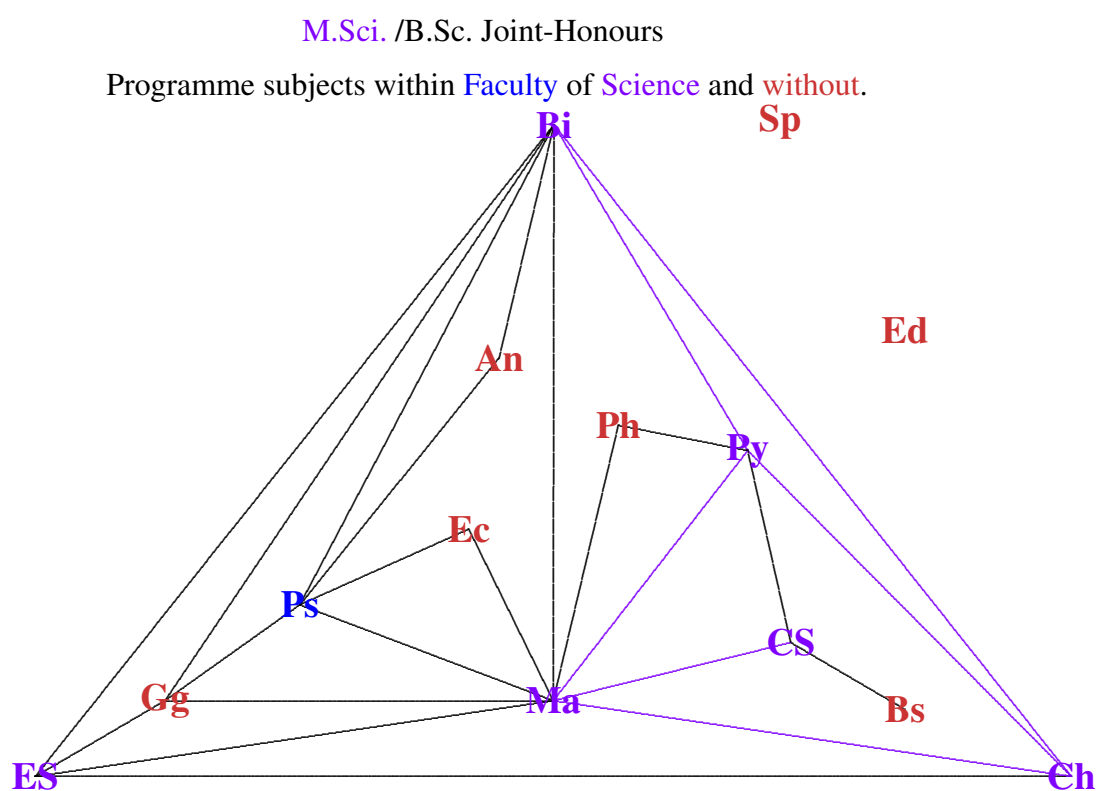 M.Sci. /B.Sc. Joint-Honours
Programme subjects within Faculty of Science and without.
Bi
Sp
Ed
An
Ph
Py
Ec
Ps
CS
Gg
Ma
Bs
ES
Ch